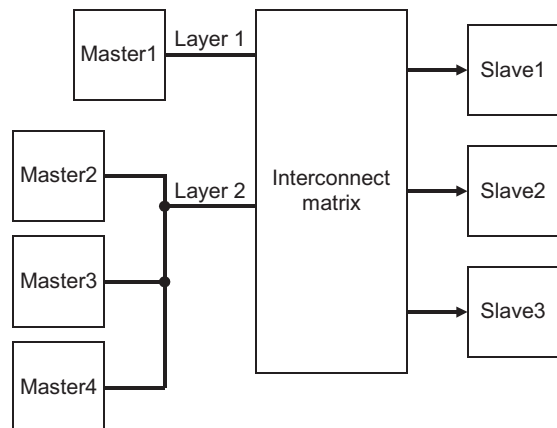 Master1
Layer 1
Slave1
Master2
Layer 2
Interconnect
matrix
Slave2
Master3
Slave3
Master4